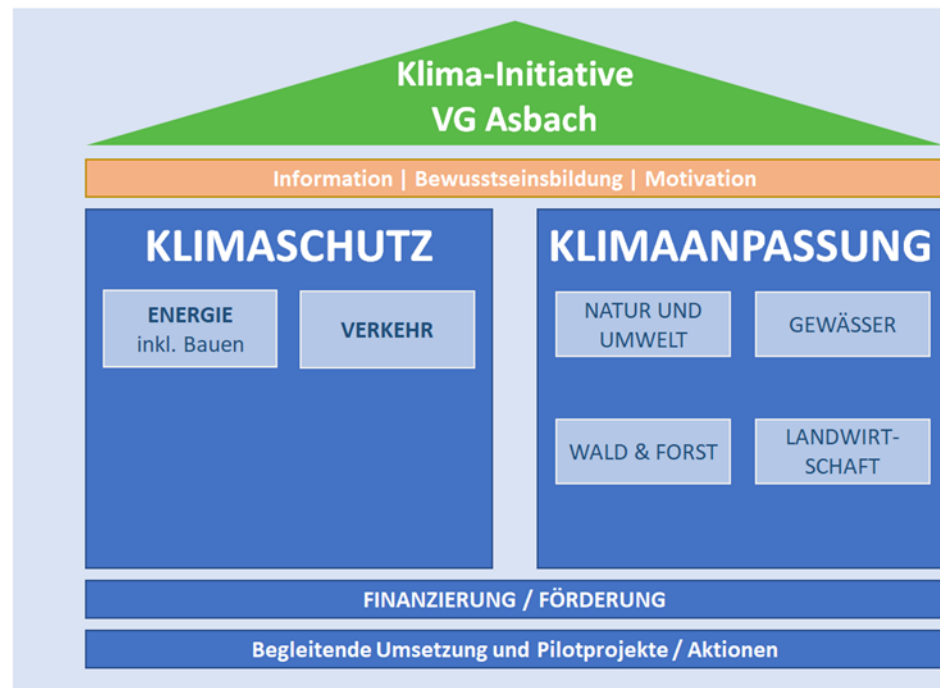 Klima-Initiative
VG Asbach
Information | Bewusstseinsbildung | Motivation
KLIMASCHUTZ
ENERGIE
inkl. Bauen
VERKEHR
KLIMAANPASSUNG
NATUR UND
UMWELT
GEWÄSSER
WALD & FORST
LANDWIRT-
SCHAFT
FINANZIERUNG / FÖRDERUNG
Begleitende Umsetzung und Pilotprojekte / Aktionen